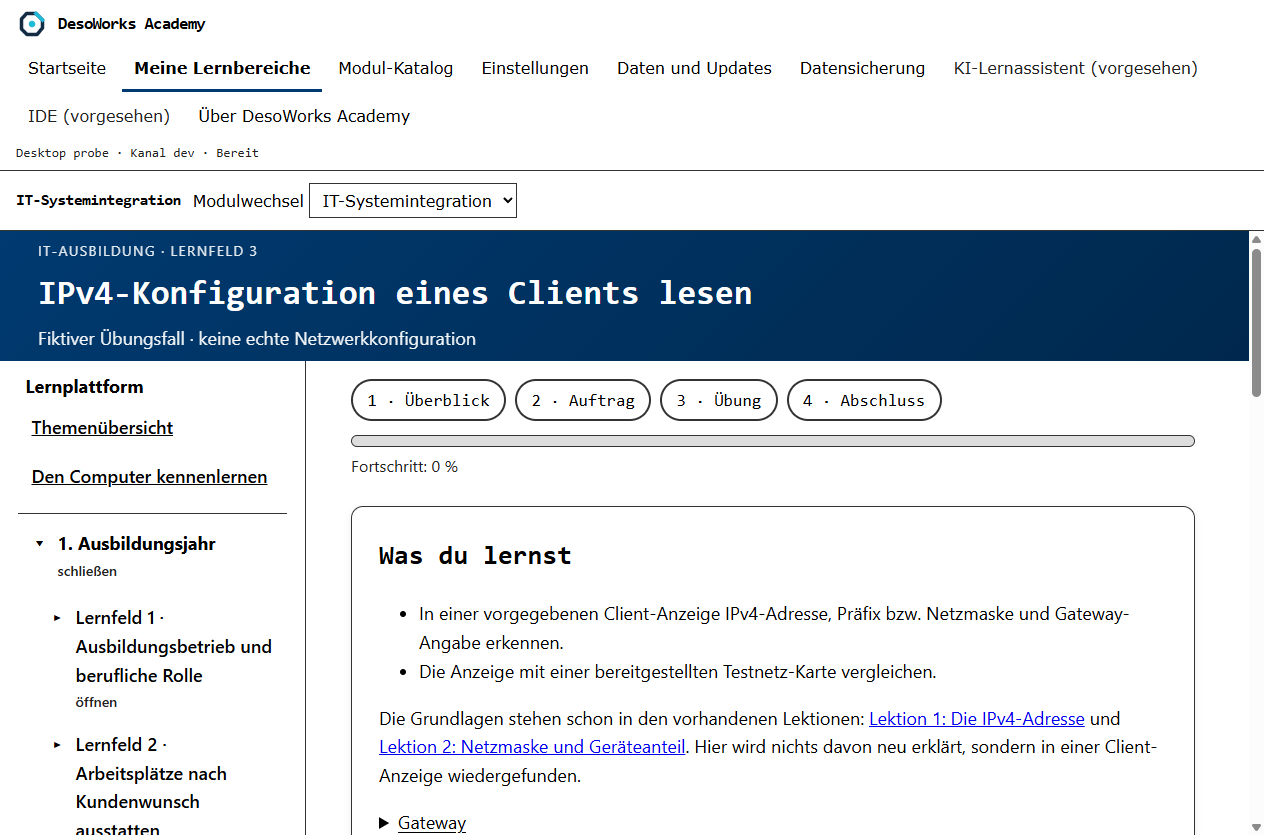 DesoWorks Academy
Startseite Meine Lernbereiche Modul-Katalog Einstellungen Daten und Updates Datensicherung KI-Lernassistent (vorgesehen)
IDE (vorgesehen) Über DesoWorks Academy
Desktop probe · Kanal dev · Bereit
IT-Systemintegration Modulwechsel IT-Systemintegration
IT-AUSBILDUNG · LERNFELD 3
IPv4-Konfiguration eines Clients lesen
Fiktiver Übungsfall · keine echte Netzwerkkonfiguration
Lernplattform
Themenübersicht
Den Computer kennenlernen
1. Ausbildungsjahr
schließen
Lernfeld 1 ·
Ausbildungsbetrieb und
berufliche Rolle
öffnen
Lernfeld 2 ·
Arbeitsplätze nach
Kundenwunsch
ausstatten
1 · Überblick 2 · Auftrag 3 · Übung 4 · Abschluss
Fortschritt: 0 %
Was du lernst
In einer vorgegebenen Client-Anzeige IPv4-Adresse, Präfix bzw. Netzmaske und Gateway-
Angabe erkennen.
Die Anzeige mit einer bereitgestellten Testnetz-Karte vergleichen.
Die Grundlagen stehen schon in den vorhandenen Lektionen: Lektion 1: Die IPv4-Adresse und
Lektion 2: Netzmaske und Geräteanteil. Hier wird nichts davon neu erklärt, sondern in einer Client-
Anzeige wiedergefunden.
Gateway